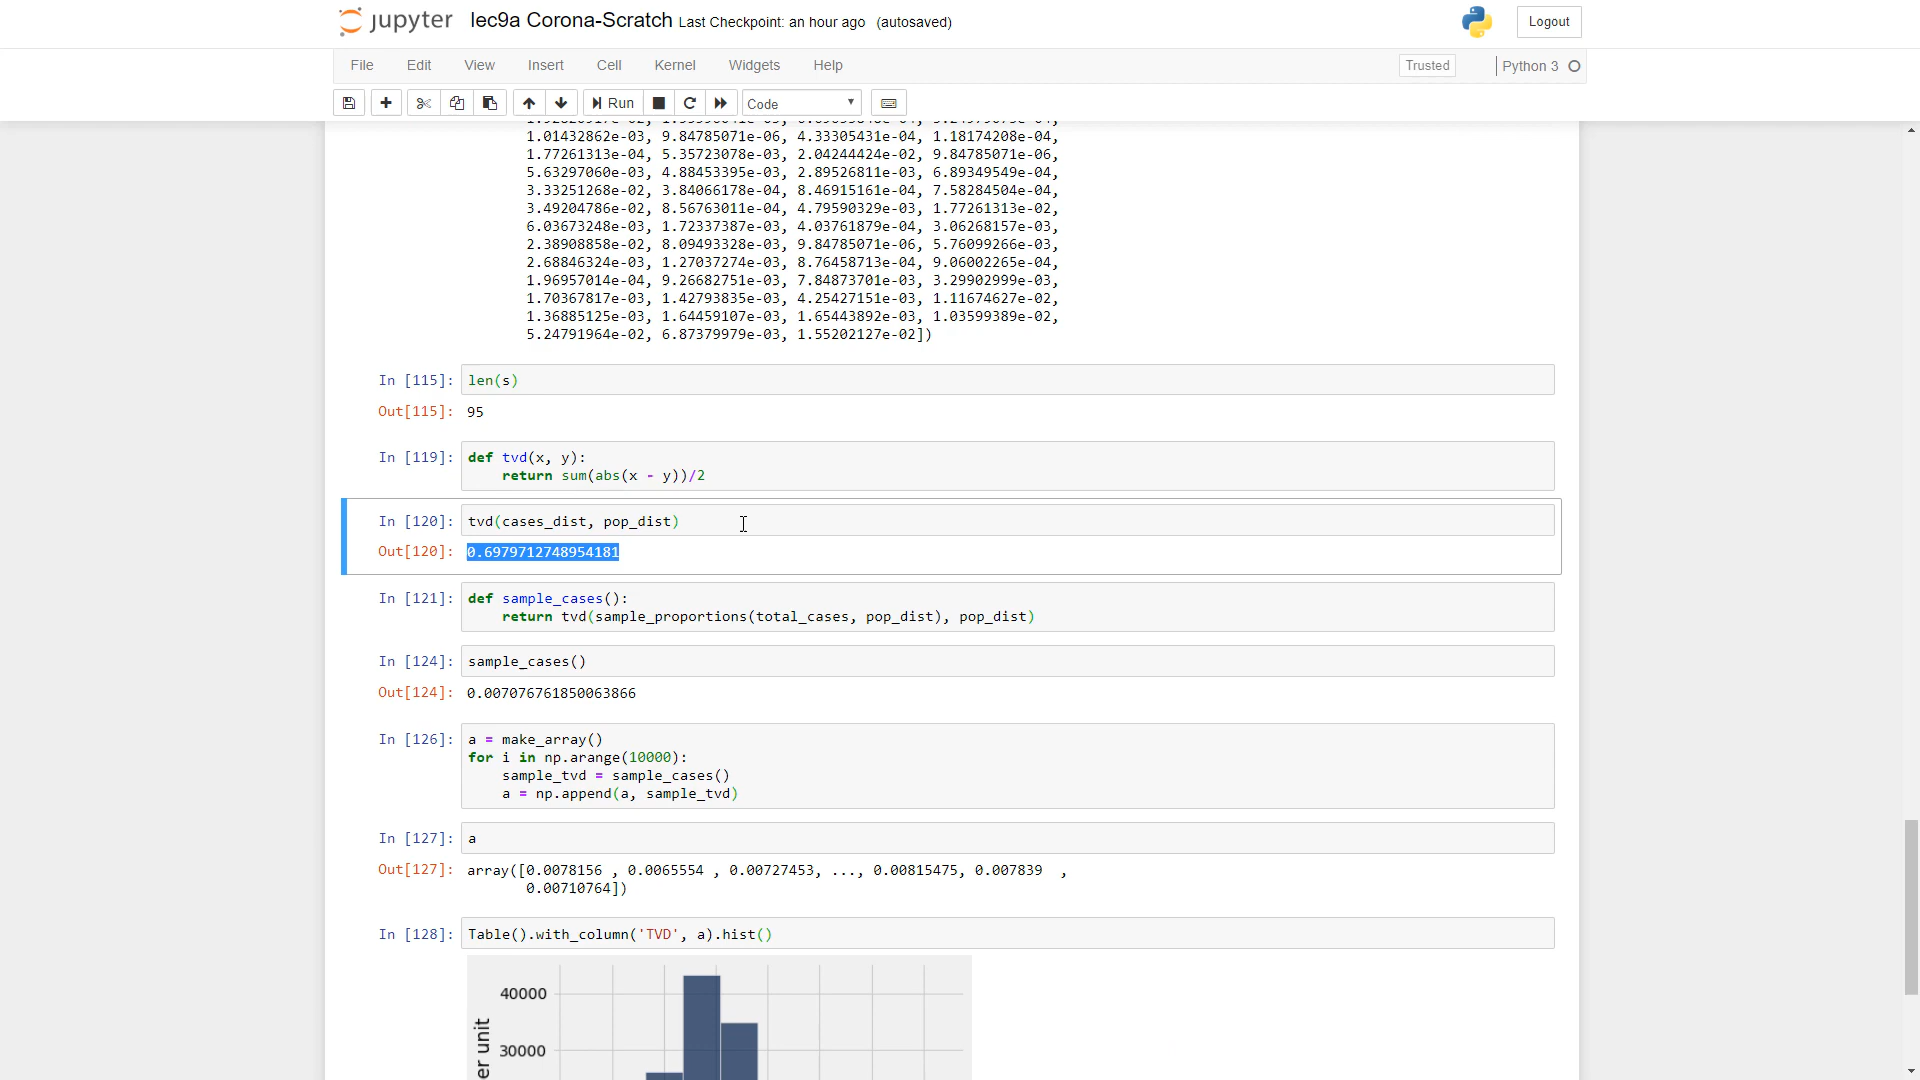 jupyter lec9a Corona-Scratch Last Checkpoint: an hour ago (autosaved) Logout
File Edit View Insert Cell Kernel Widgets Help Trusted Python 3
Run Code
1.01432862e-03, 9.84785071e-06, 4.33305431e-04, 1.18174208e-04,
1.77261313e-04, 5.35723078e-03, 2.04244424e-02, 9.84785071e-06,
5.63297060e-03, 4.88453395e-03, 2.89526811e-03, 6.89349549e-04,
3.33251268e-02, 3.84066178e-04, 8.46915161e-04, 7.58284504e-04,
3.49204786e-02, 8.56763011e-04, 4.79590329e-03, 1.77261313e-02,
6.03673248e-03, 1.72337387e-03, 4.03761879e-04, 3.06268157e-03,
2.38908858e-02, 8.09493328e-03, 9.84785071e-06, 5.76099266e-03,
2.68846324e-03, 1.27037274e-03, 8.76458713e-04, 9.06002265e-04,
1.96957014e-04, 9.26682751e-03, 7.84873701e-03, 3.29902999e-03,
1.70367817e-03, 1.42793835e-03, 4.25427151e-03, 1.11674627e-02,
1.36885125e-03, 1.64459107e-03, 1.65443892e-03, 1.03599389e-02,
5.24791964e-02, 6.87379979e-03, 1.55202127e-02])
In [115]: len(s)
Out[115]: 95
In [119]: def tvd(x, y):
return sum(abs(x - y))/2
In [120]: tvd(cases_dist, pop_dist)
Out[120]: 0.6979712748954181
In [121]: def sample_cases():
return tvd(sample_proportions(total_cases, pop_dist), pop_dist)
In [124]: sample_cases()
Out[124]: 0.007076761850063866
In [126]: a = make_array()
for i in np.arange(10000):
sample_tvd = sample_cases()
a = np.append(a, sample_tvd)
In [127]: a
Out[127]: array([0.0078156 , 0.0065554 , 0.00727453, ..., 0.00815475, 0.007839 ,
0.00710764])
In [128]: Table().with_column('TVD', a).hist()
40000
30000
er unit